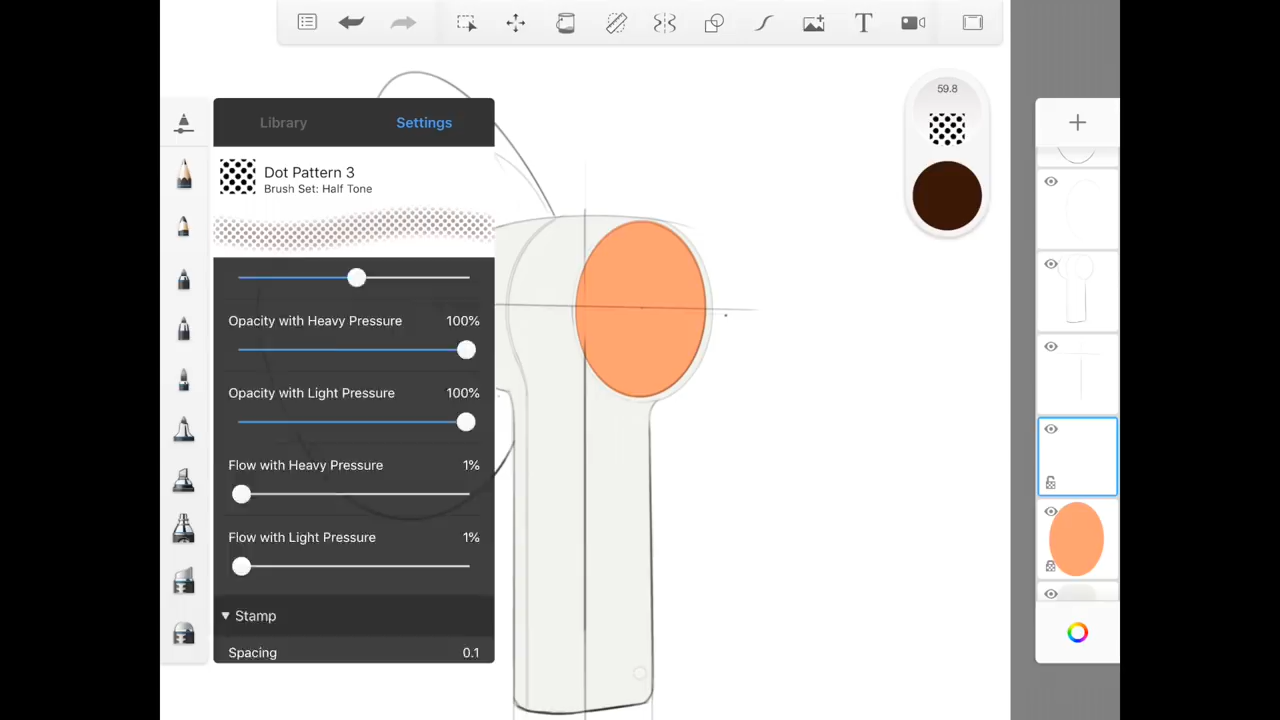 59.8
Library
Settings
Dot Pattern 3
Brush Set: Half Tone
Opacity with Heavy Pressure 100%
Opacity with Light Pressure 100%
Flow with Heavy Pressure 1%
Flow with Light Pressure 1%
Stamp
Spacing 0.1